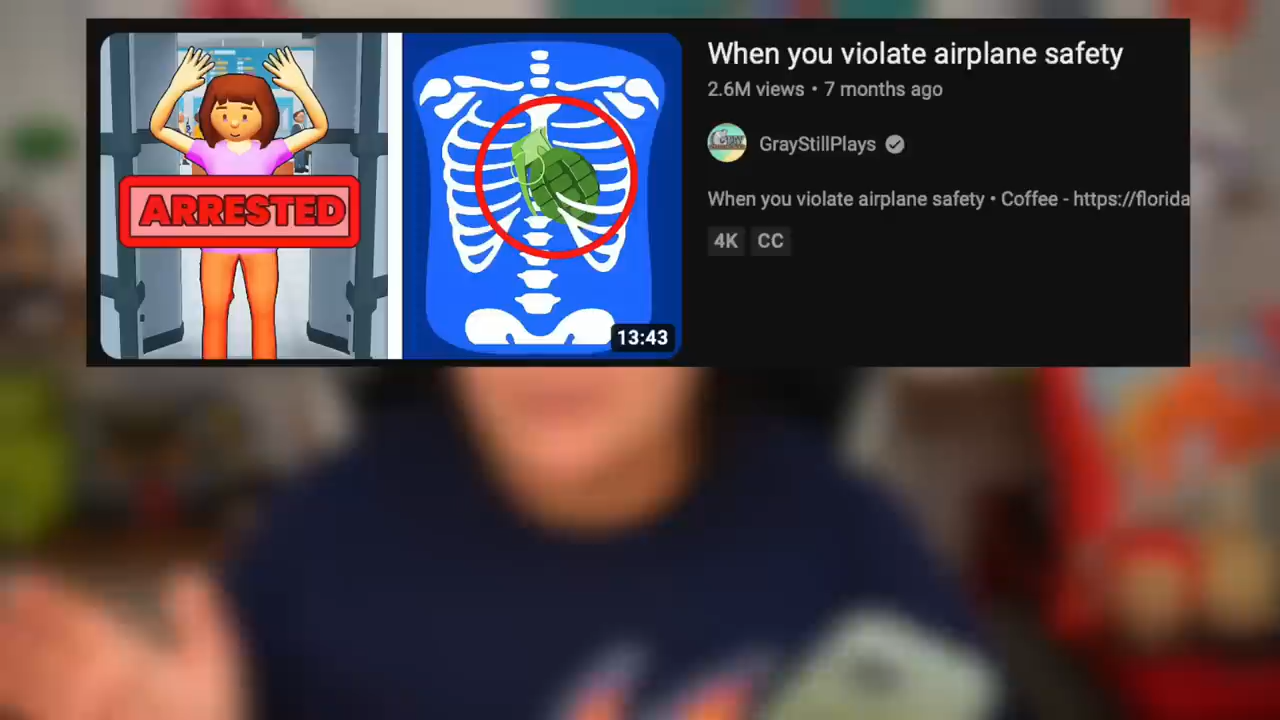 When you violate airplane safety
2.6M views • 7 months ago
GrayStillPlays
When you violate airplane safety • Coffee - https://florida
4K CC
ARRESTED
13:43